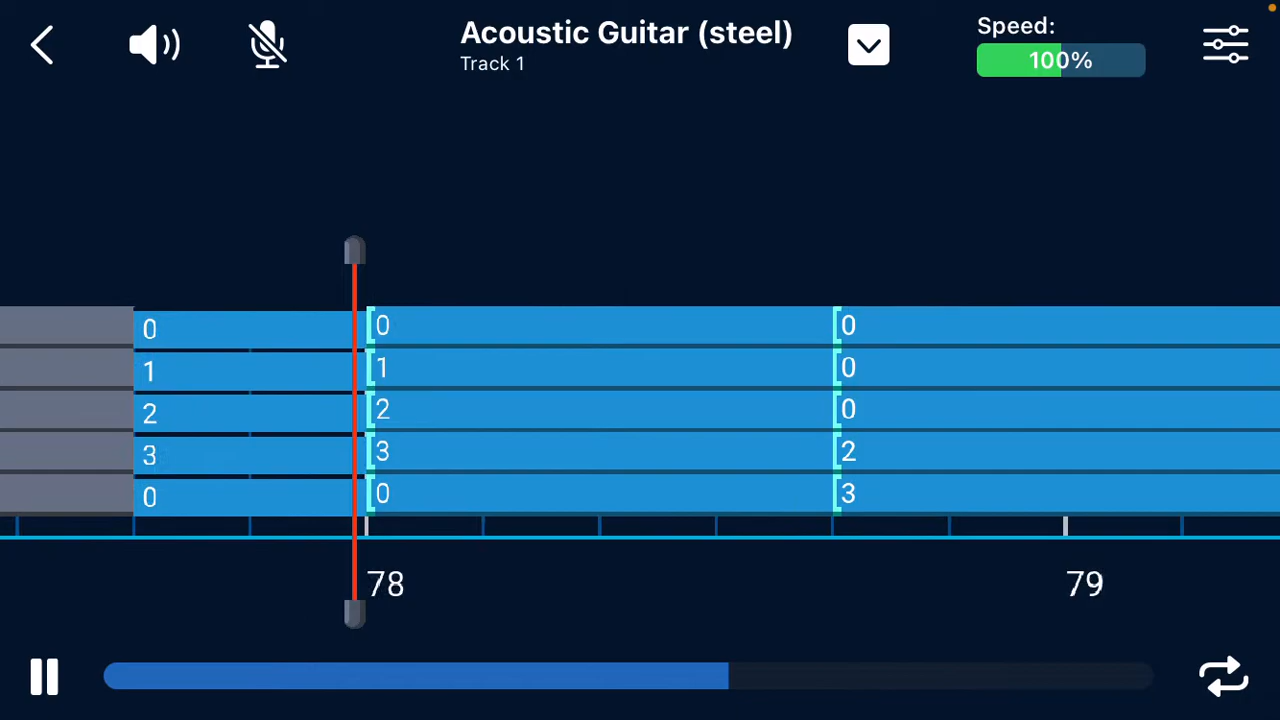 Acoustic Guitar (steel)
Track 1
Speed:
100%
0 0 0
1 1 0
2 2 0
3 3 2
0 0 3
78 79